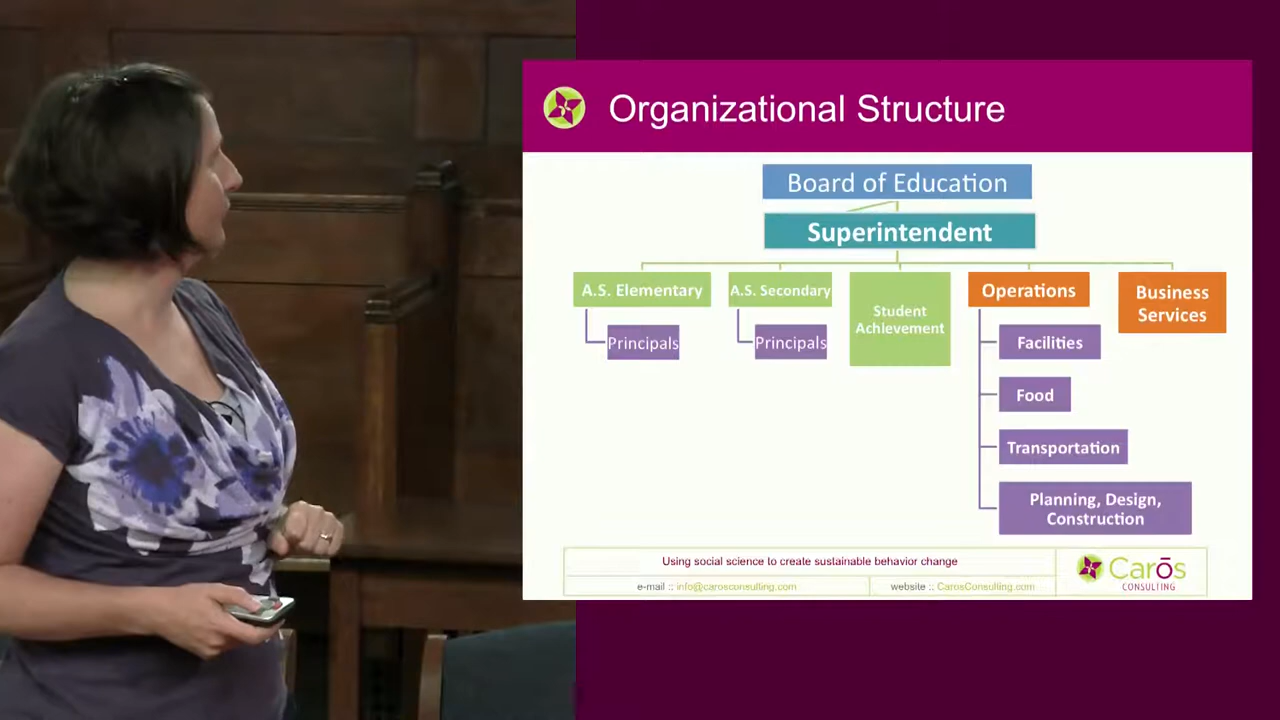 Organizational Structure
Board of Education
Superintendent
A.S. Elementary
Principals
A.S. Secondary
Principals
Student
Achievement
Operations
Facilities
Food
Transportation
Planning, Design,
Construction
Business
Services
Using social science to create sustainable behavior change
e-mail :: info@carosconsulting.com
website :: CarosConsulting.com
Carōs
CONSULTING